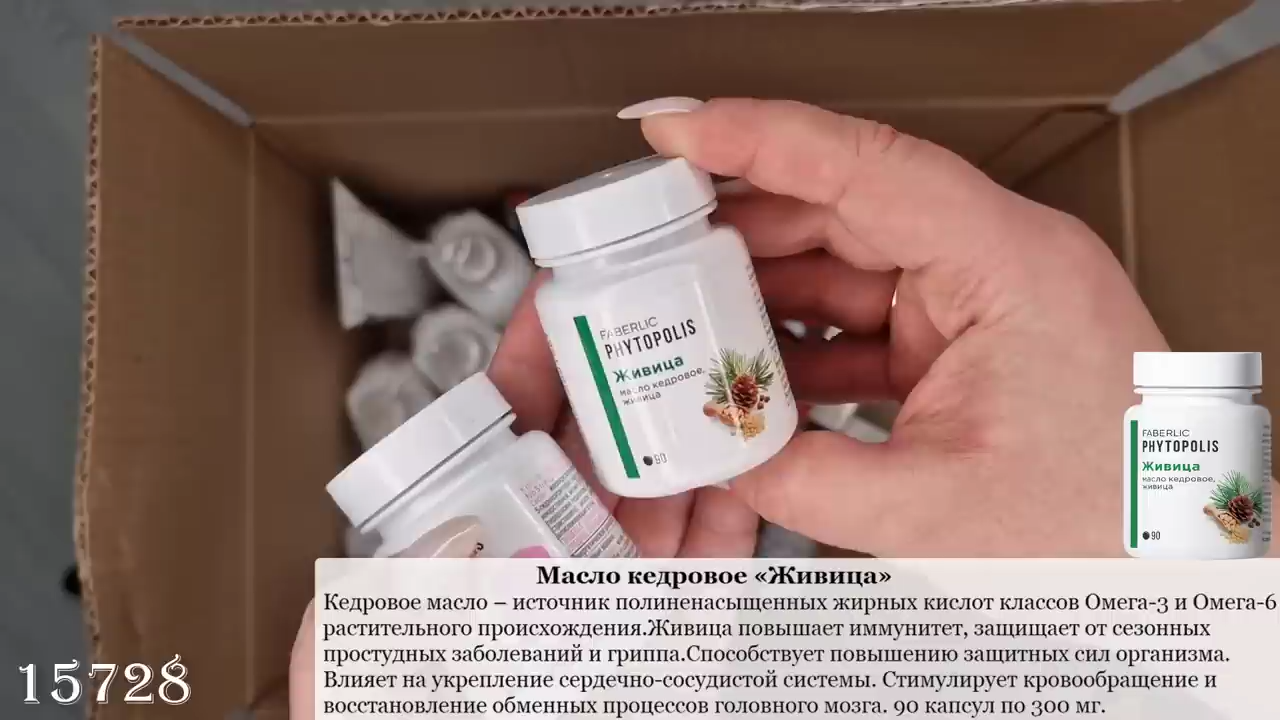 FABERLIC
PHYTOPOLIS
Живица
масло кедровое,
живица
90
FABERLIC
PHYTOPOLIS
Живица
масло кедровое,
живица
90
Масло кедровое «Живица»
Кедровое масло – источник полиненасыщенных жирных кислот классов Омега-3 и Омега-6
растительного происхождения.Живица повышает иммунитет, защищает от сезонных
простудных заболеваний и гриппа.Способствует повышению защитных сил организма.
Влияет на укрепление сердечно-сосудистой системы. Стимулирует кровообращение и
восстановление обменных процессов головного мозга. 90 капсул по 300 мг.
15728